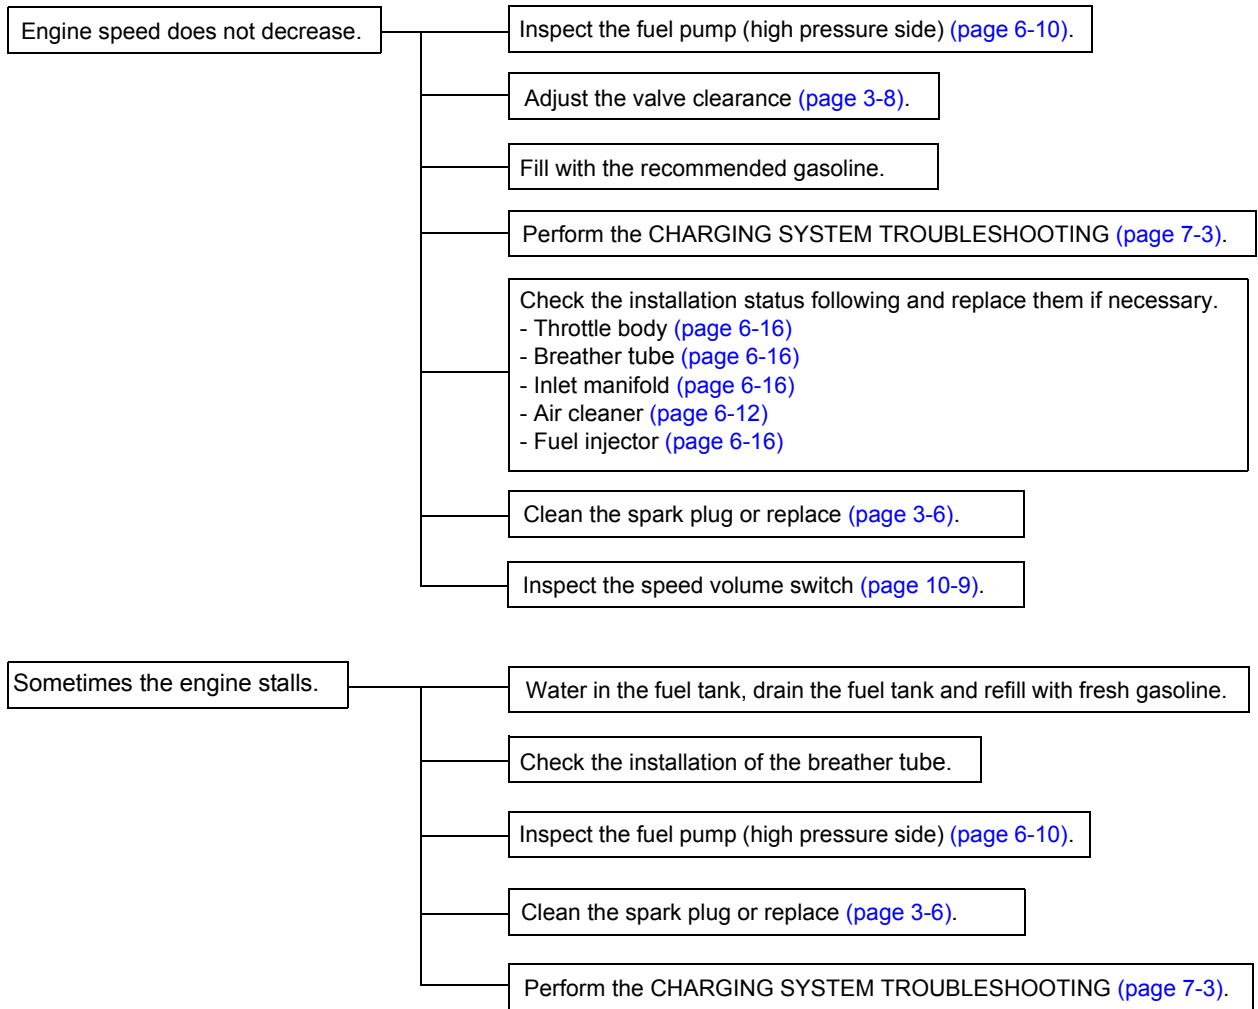 Engine speed does not decrease.
Inspect the fuel pump (high pressure side) (page 6-10).
Adjust the valve clearance (page 3-8).
Fill with the recommended gasoline.
Perform the CHARGING SYSTEM TROUBLESHOOTING (page 7-3).
Check the installation status following and replace them if necessary.
- Throttle body (page 6-16)
- Breather tube (page 6-16)
- Inlet manifold (page 6-16)
- Air cleaner (page 6-12)
- Fuel injector (page 6-16)
Clean the spark plug or replace (page 3-6).
Inspect the speed volume switch (page 10-9).
Sometimes the engine stalls.
Water in the fuel tank, drain the fuel tank and refill with fresh gasoline.
Check the installation of the breather tube.
Inspect the fuel pump (high pressure side) (page 6-10).
Clean the spark plug or replace (page 3-6).
Perform the CHARGING SYSTEM TROUBLESHOOTING (page 7-3).